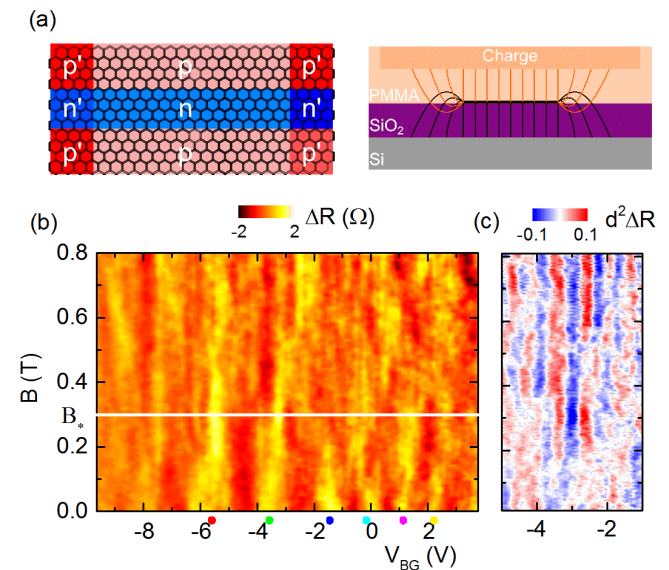 (a)
p' p p'
n' n n'
p' p'
Charge
PMMA
SiO₂
Si
(b)
ΔR (Ω)
-2 2
(c)
d²ΔR
-0.1 0.1
B (T)
0.8
0.6
0.4
B*
0.2
0.0
-8 -6 -4 -2 0 2
V_BG (V)
-4 -2